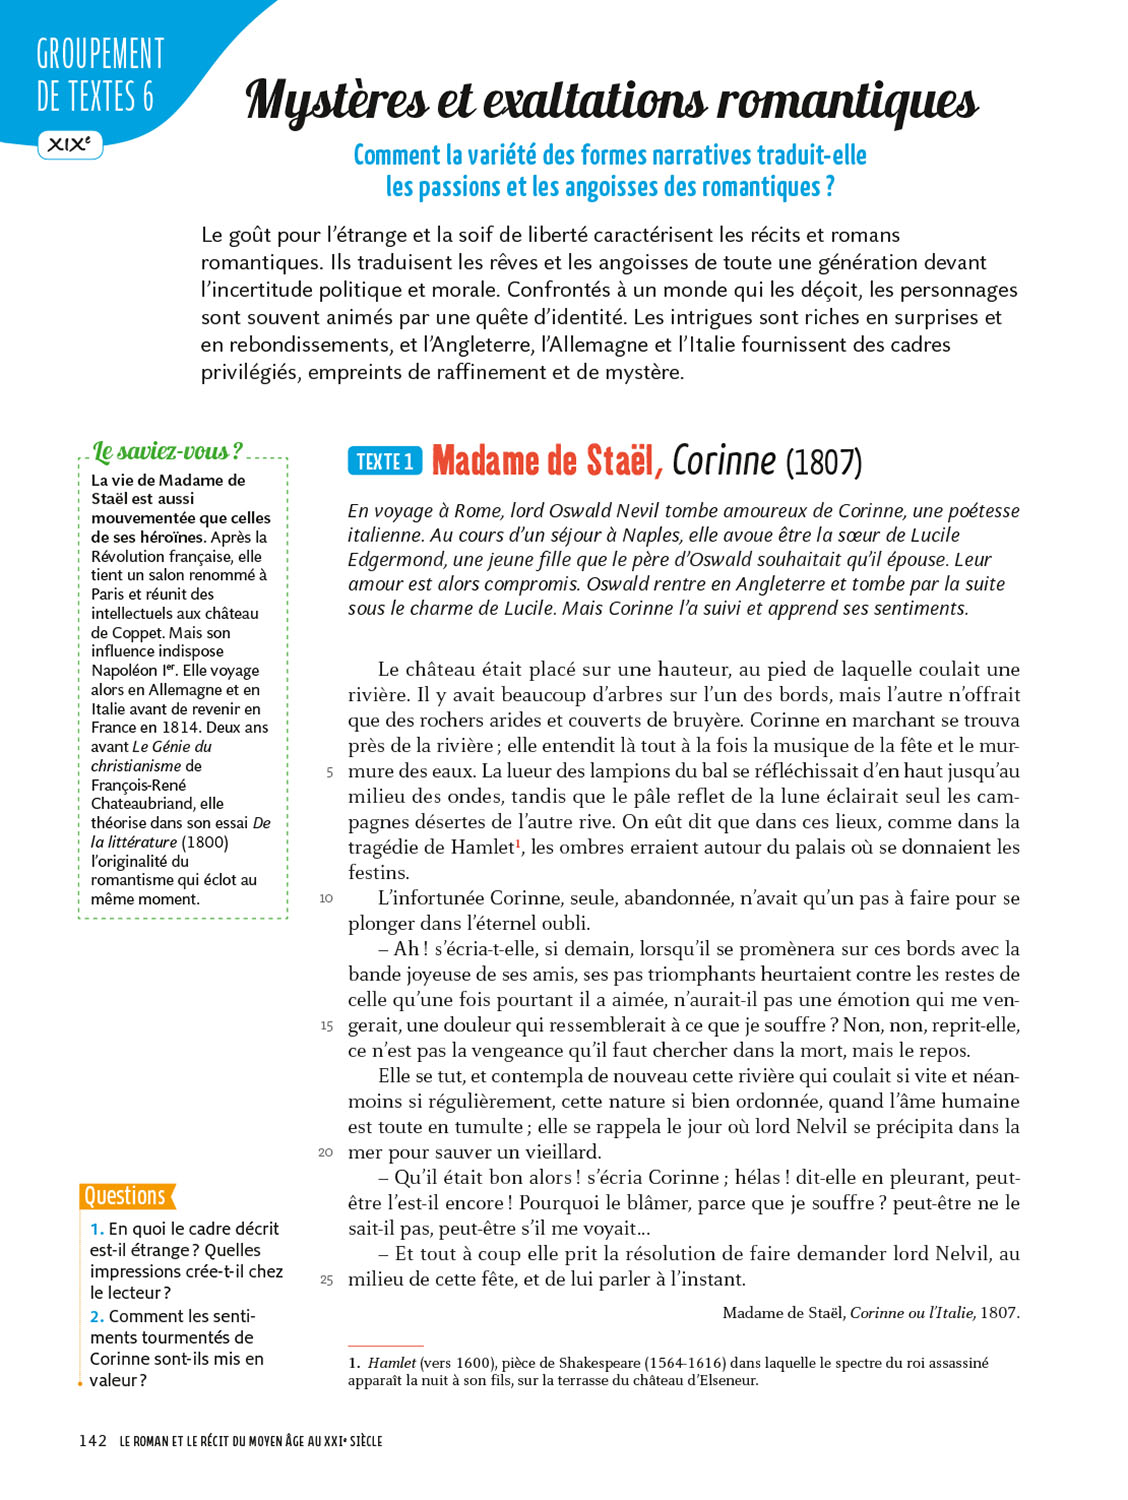 GROUPEMENT
DE TEXTES 6
XIXe
Mystères et exaltations romantiques
Comment la variété des formes narratives traduit-elle
les passions et les angoisses des romantiques ?
Le goût pour l’étrange et la soif de liberté caractérisent les récits et romans
romantiques. Ils traduisent les rêves et les angoisses de toute une génération devant
l’incertitude politique et morale. Confrontés à un monde qui les déçoit, les personnages
sont souvent animés par une quête d’identité. Les intrigues sont riches en surprises et
en rebondissements, et l’Angleterre, l’Allemagne et l’Italie fournissent des cadres
privilégiés, empreints de raffinement et de mystère.
Le saviez-vous ?
La vie de Madame de
Staël est aussi
mouvementée que celles
de ses héroïnes. Après la
Révolution française, elle
tient un salon renommé à
Paris et réunit des
intellectuels aux château
de Coppet. Mais son
influence indispose
Napoléon Ier. Elle voyage
alors en Allemagne et en
Italie avant de revenir en
France en 1814. Deux ans
avant Le Génie du
christianisme de
François-René
Chateaubriand, elle
théorise dans son essai De
la littérature (1800)
l’originalité du
romantisme qui éclot au
même moment.
TEXTE 1 Madame de Staël, Corinne (1807)
En voyage à Rome, lord Oswald Nevil tombe amoureux de Corinne, une poétesse
italienne. Au cours d’un séjour à Naples, elle avoue être la sœur de Lucile
Edgermond, une jeune fille que le père d’Oswald souhaitait qu’il épouse. Leur
amour est alors compromis. Oswald rentre en Angleterre et tombe par la suite
sous le charme de Lucile. Mais Corinne l’a suivi et apprend ses sentiments.
Le château était placé sur une hauteur, au pied de laquelle coulait une
rivière. Il y avait beaucoup d’arbres sur l’un des bords, mais l’autre n’offrait
que des rochers arides et couverts de bruyère. Corinne en marchant se trouva
près de la rivière ; elle entendit là tout à la fois la musique de la fête et le mur-
5 mure des eaux. La lueur des lampions du bal se réfléchissait d’en haut jusqu’au
milieu des ondes, tandis que le pâle reflet de la lune éclairait seul les cam-
pagnes désertes de l’autre rive. On eût dit que dans ces lieux, comme dans la
tragédie de Hamlet1, les ombres erraient autour du palais où se donnaient les
festins.
10 L’infortunée Corinne, seule, abandonnée, n’avait qu’un pas à faire pour se
plonger dans l’éternel oubli.
– Ah ! s’écria-t-elle, si demain, lorsqu’il se promènera sur ces bords avec la
bande joyeuse de ses amis, ses pas triomphants heurtaient contre les restes de
celle qu’une fois pourtant il a aimée, n’aurait-il pas une émotion qui me ven-
15 gerait, une douleur qui ressemblerait à ce que je souffre ? Non, non, reprit-elle,
ce n’est pas la vengeance qu’il faut chercher dans la mort, mais le repos.
Elle se tut, et contempla de nouveau cette rivière qui coulait si vite et néan-
moins si régulièrement, cette nature si bien ordonnée, quand l’âme humaine
est toute en tumulte ; elle se rappela le jour où lord Nelvil se précipita dans la
20 mer pour sauver un vieillard.
– Qu’il était bon alors ! s’écria Corinne ; hélas ! dit-elle en pleurant, peut-
être l’est-il encore ! Pourquoi le blâmer, parce que je souffre ? peut-être ne le
sait-il pas, peut-être s’il me voyait...
– Et tout à coup elle prit la résolution de faire demander lord Nelvil, au
25 milieu de cette fête, et de lui parler à l’instant.
Madame de Staël, Corinne ou l’Italie, 1807.
Questions
1. En quoi le cadre décrit
est-il étrange ? Quelles
impressions crée-t-il chez
le lecteur ?
2. Comment les senti-
ments tourmentés de
Corinne sont-ils mis en
valeur ?
1. Hamlet (vers 1600), pièce de Shakespeare (1564-1616) dans laquelle le spectre du roi assassiné
apparaît la nuit à son fils, sur la terrasse du château d’Elseneur.
142 LE ROMAN ET LE RÉCIT DU MOYEN ÂGE AU XXIe SIÈCLE